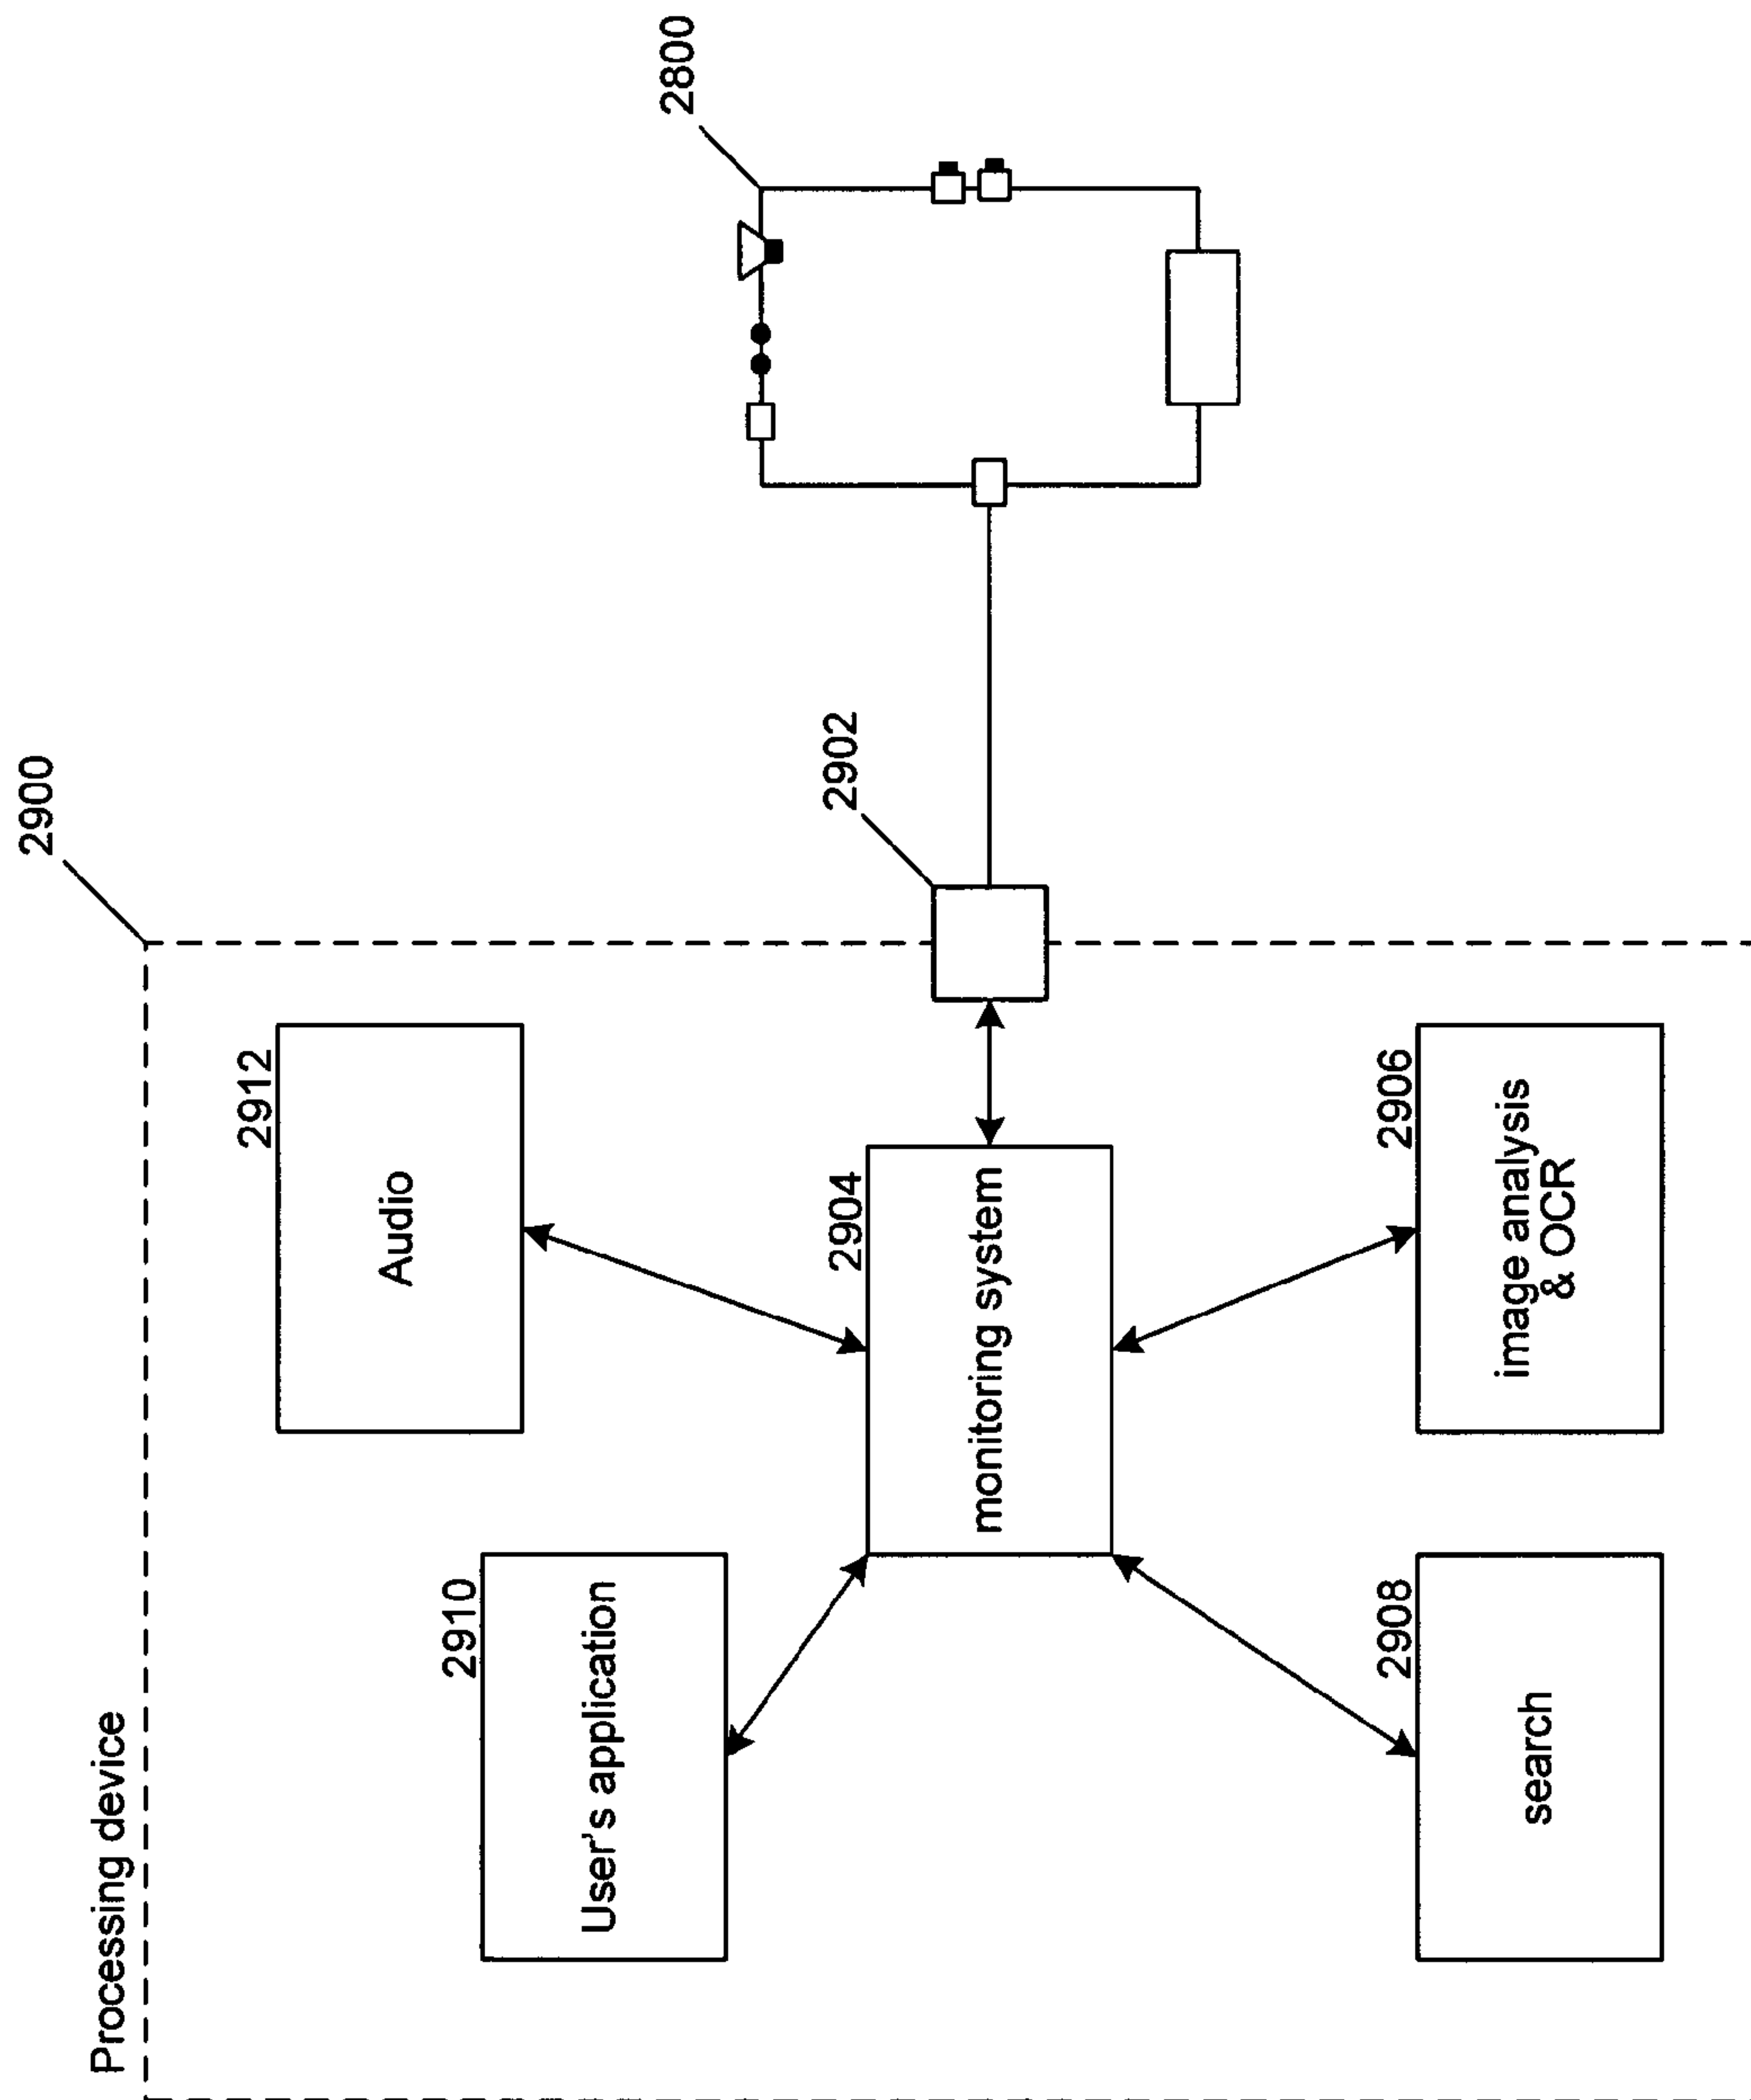 2900
Processing device
2912
Audio
2910
User's application
2800
2902
2904
monitoring system
2908
search
2906
image analysis
& OCR